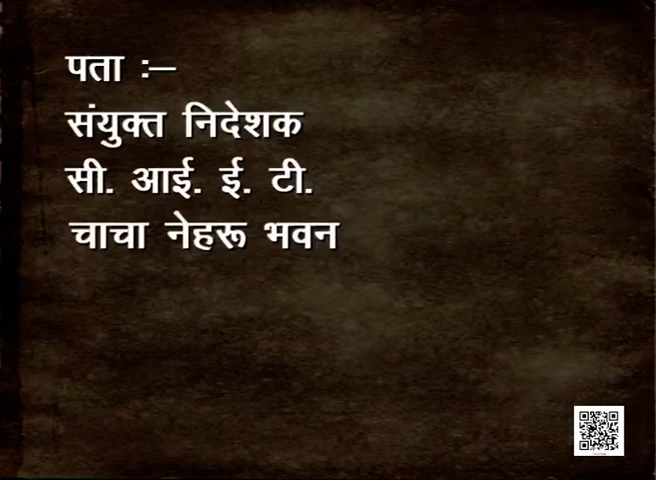 पता :–
संयुक्त निदेशक
सी. आई. ई. टी.
चाचा नेहरू भवन